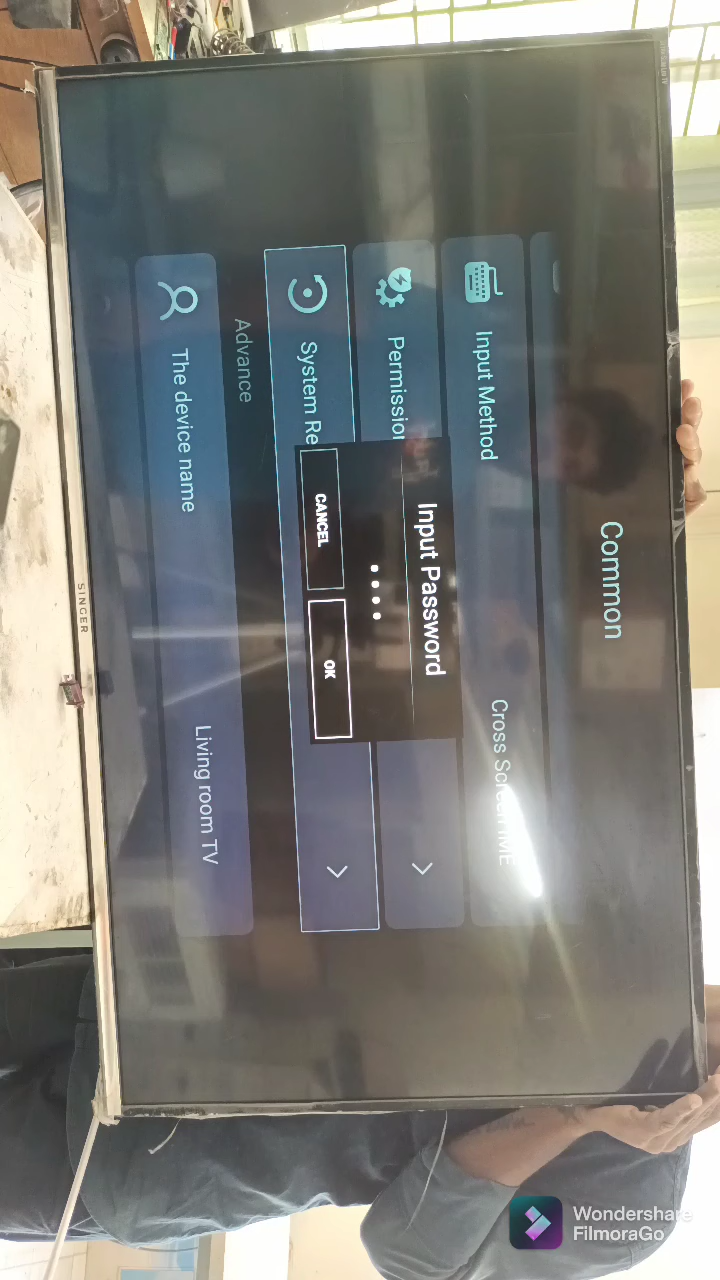 Common
Input Method
Cross Screen IME
Permission
System Re
Input Password
CANCEL
OK
Advance
The device name
Living room TV
SINGER
Wondershare
FilmoraGo